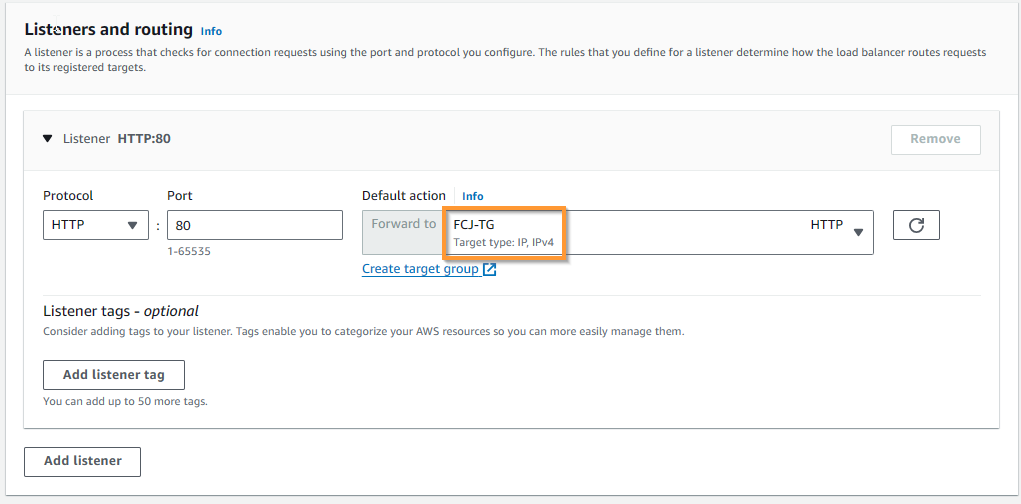 Listeners and routing Info
A listener is a process that checks for connection requests using the port and protocol you configure. The rules that you define for a listener determine how the load balancer routes requests
to its registered targets.
Listener HTTP:80
Remove
Protocol Port Default action Info
HTTP : 80 Forward to FCJ-TG HTTP
Target type: IP, IPv4
1-65535
Create target group
Listener tags - optional
Consider adding tags to your listener. Tags enable you to categorize your AWS resources so you can more easily manage them.
Add listener tag
You can add up to 50 more tags.
Add listener